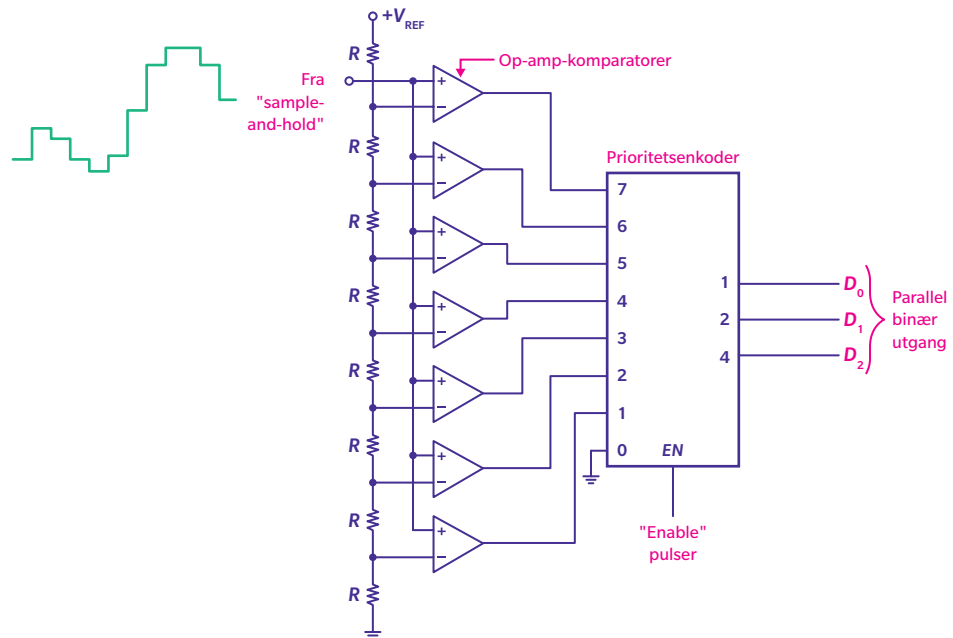 +V REF
R
Fra
"sample-
and-hold"
Op-amp-komparatorer
+
−
R
+
−
R
+
−
R
+
−
R
+
−
R
+
−
R
+
−
R
Prioritetsenkoder
7
6
5
4
3
2
1
0
EN
1
2
4
"Enable"
pulser
D0
D1
D2
Parallel
binær
utgang